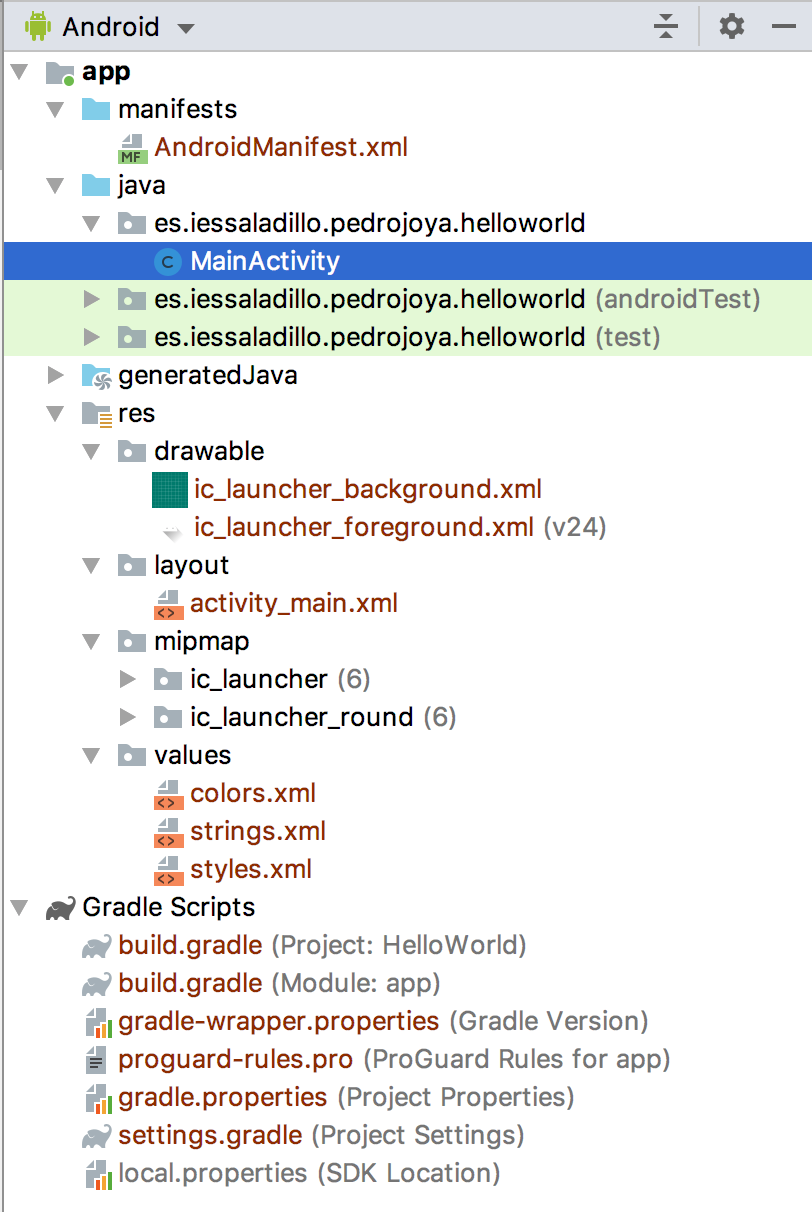 Android
app
manifests
MF AndroidManifest.xml
java
es.iessaladillo.pedrojoya.helloworld
C MainActivity
es.iessaladillo.pedrojoya.helloworld (androidTest)
es.iessaladillo.pedrojoya.helloworld (test)
generatedJava
res
drawable
ic_launcher_background.xml
ic_launcher_foreground.xml (v24)
layout
<> activity_main.xml
mipmap
ic_launcher (6)
ic_launcher_round (6)
values
<> colors.xml
<> strings.xml
<> styles.xml
Gradle Scripts
build.gradle (Project: HelloWorld)
build.gradle (Module: app)
gradle-wrapper.properties (Gradle Version)
proguard-rules.pro (ProGuard Rules for app)
gradle.properties (Project Properties)
settings.gradle (Project Settings)
local.properties (SDK Location)